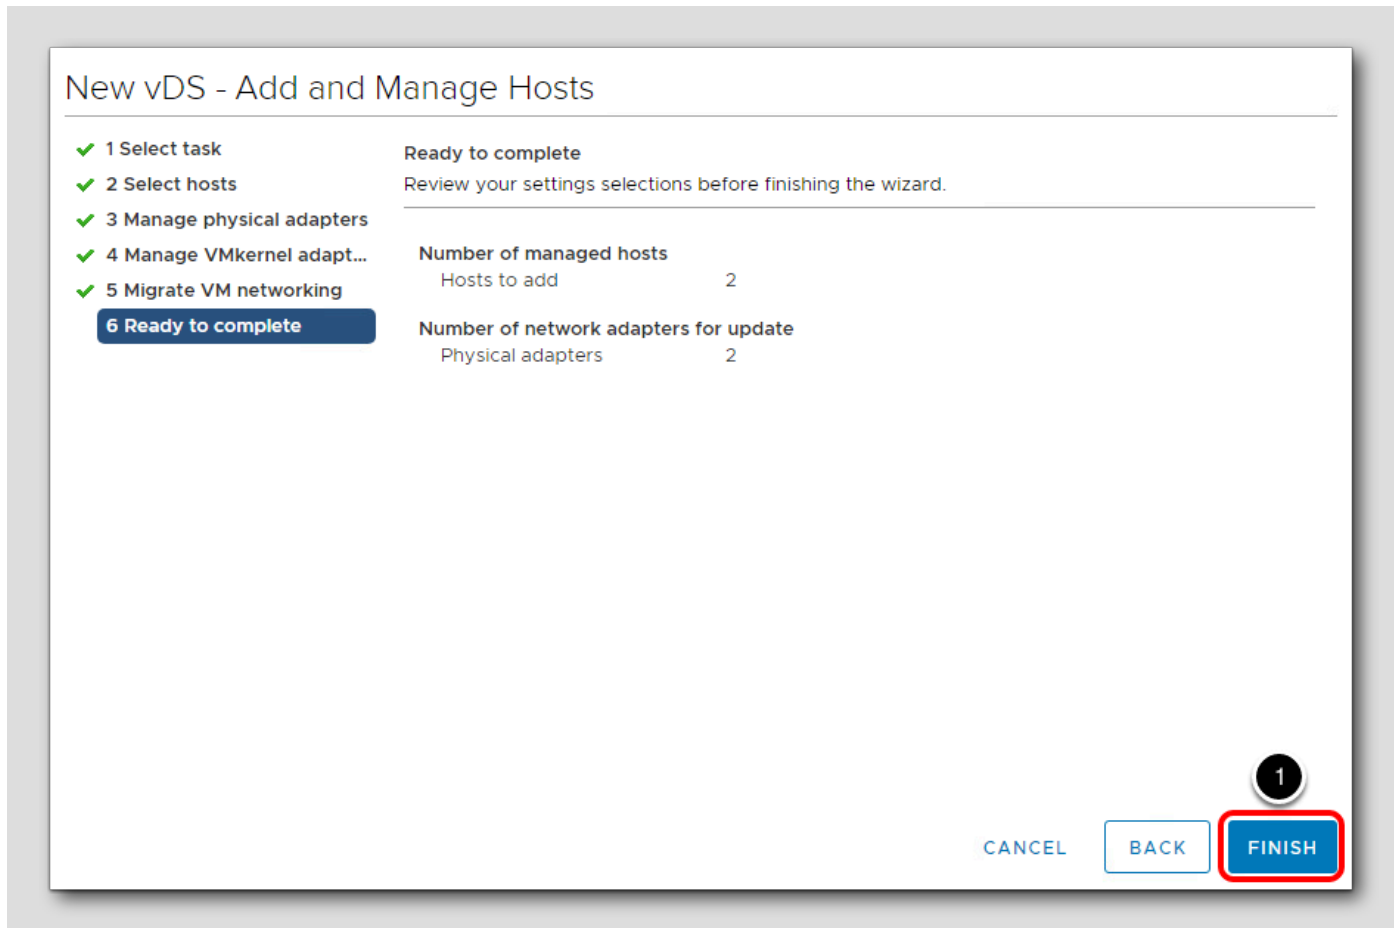 New vDS - Add and Manage Hosts
1 Select task
2 Select hosts
3 Manage physical adapters
4 Manage VMkernel adapt...
5 Migrate VM networking
6 Ready to complete
Ready to complete
Review your settings selections before finishing the wizard.
Number of managed hosts
Hosts to add 2
Number of network adapters for update
Physical adapters 2
1
CANCEL BACK FINISH